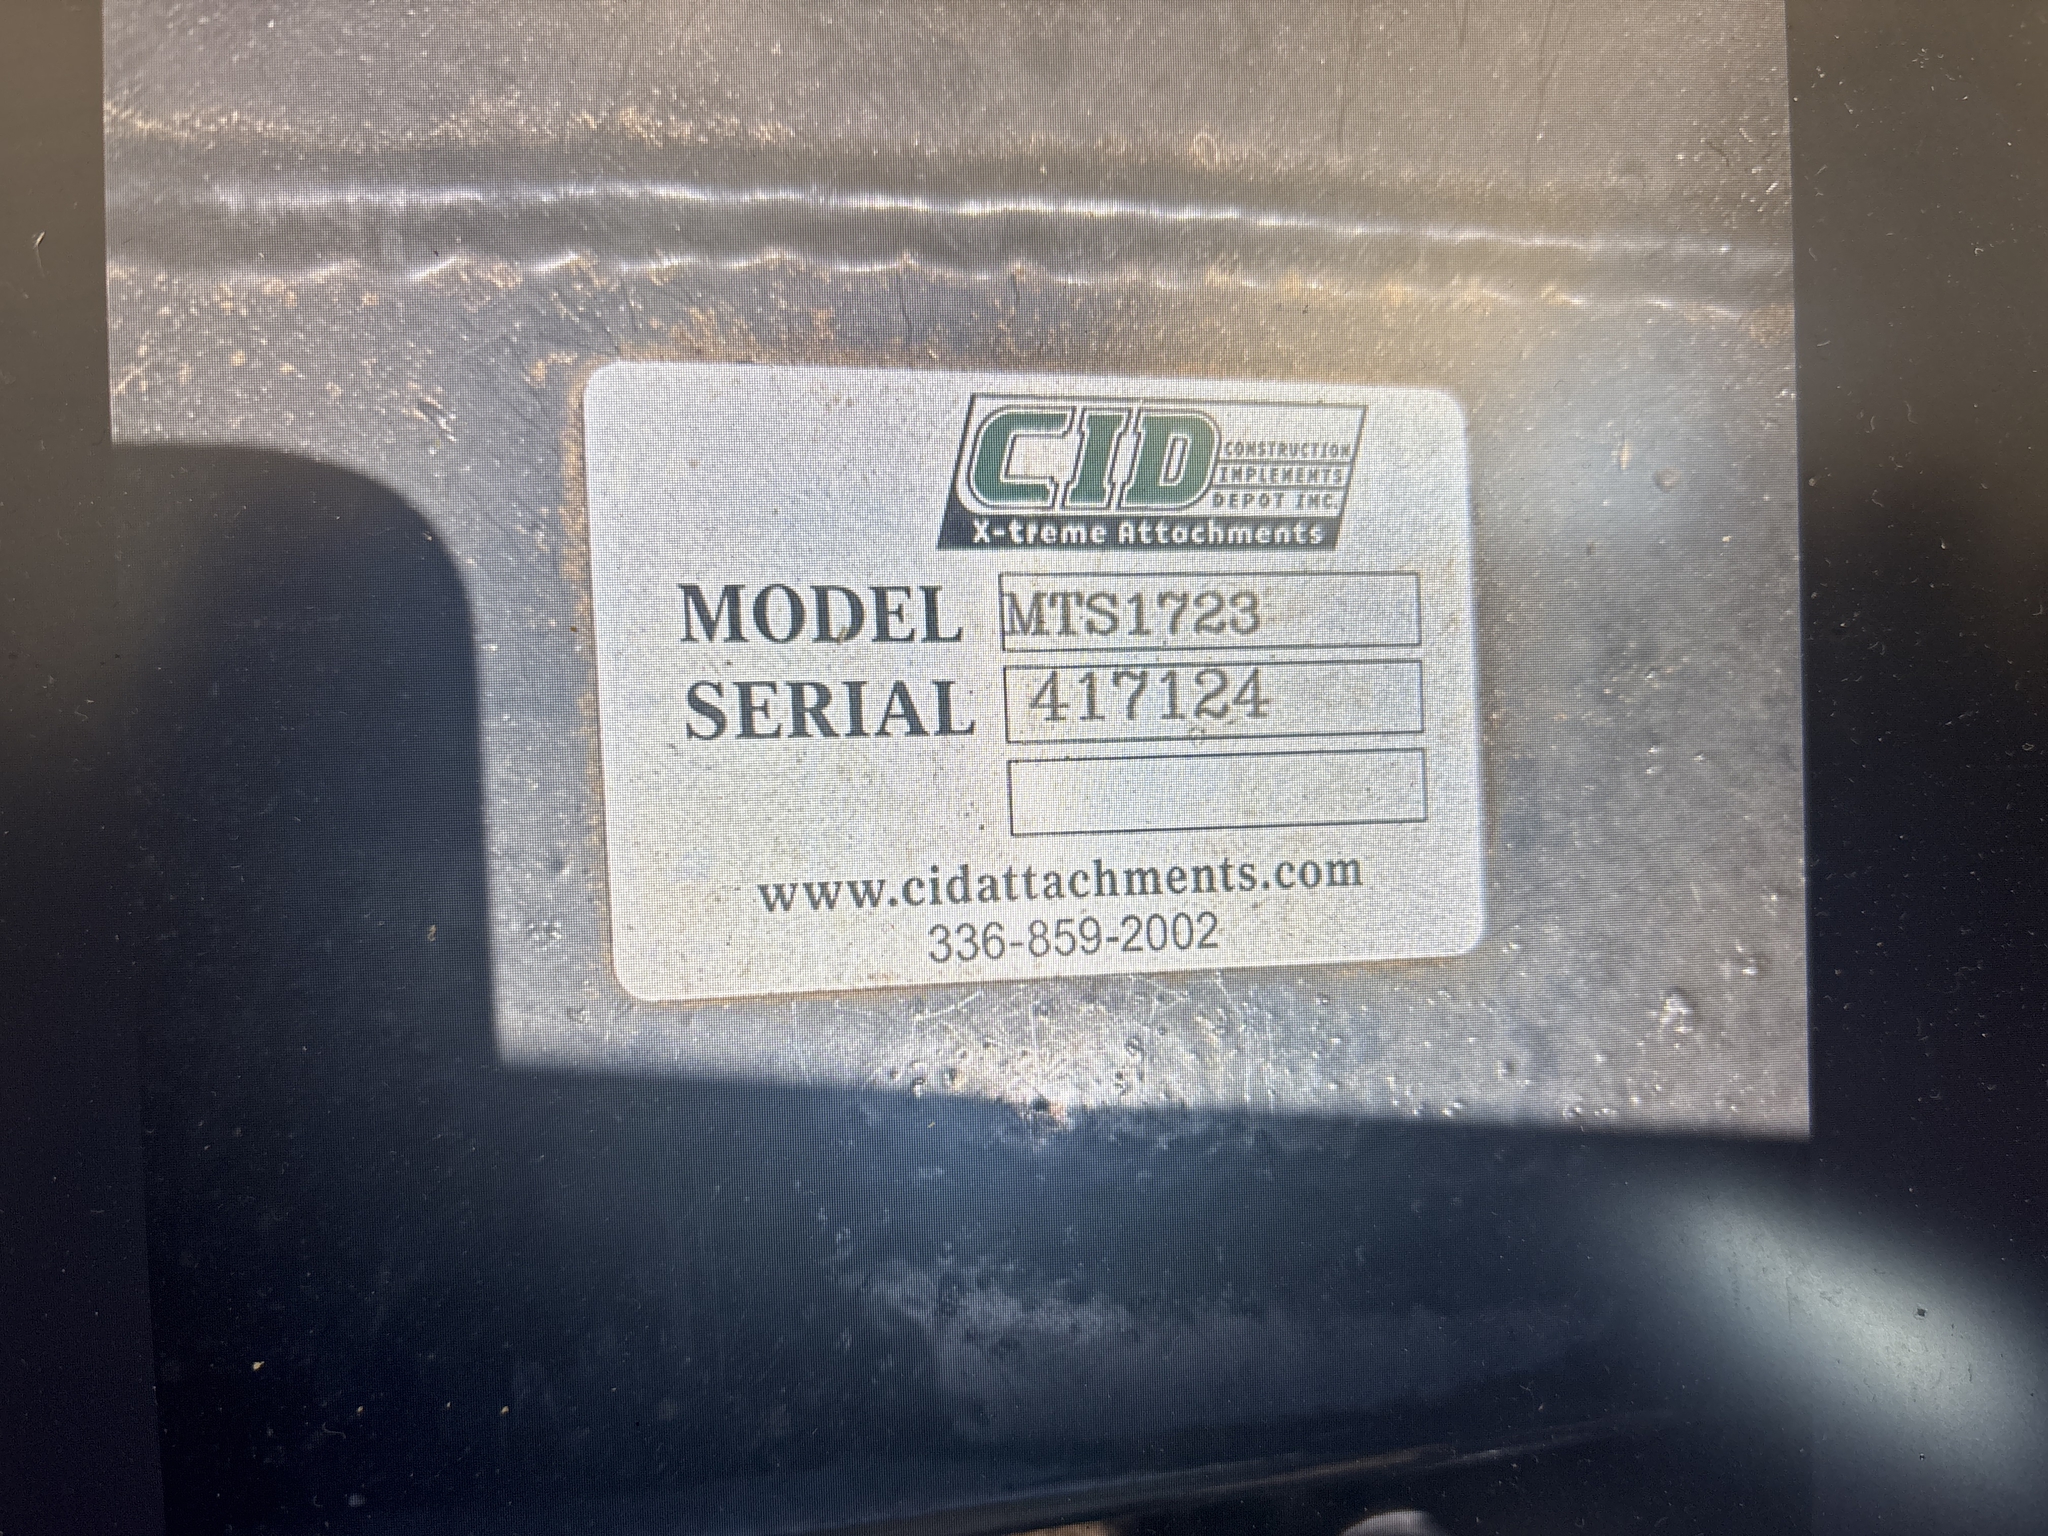 CID
CONSTRUCTION
IMPLEMENTS
DEPOT INC.
X-treme Attachments
MODEL MTS1723
SERIAL 417124
www.cidattachments.com
336-859-2002